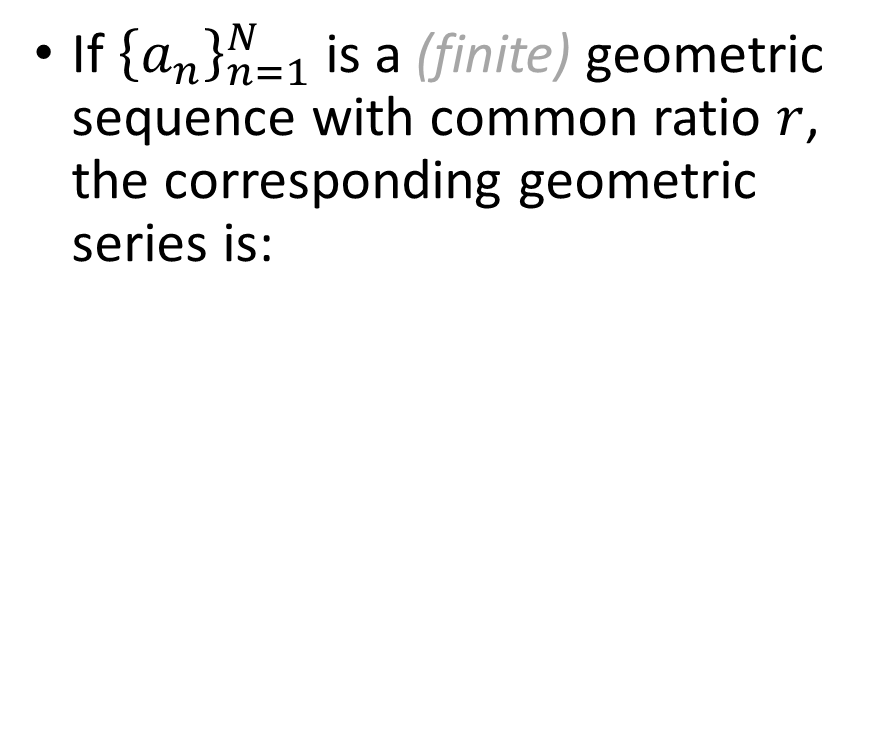 • If {aₙ}ᴺₙ₌₁ is a (finite) geometric
sequence with common ratio r,
the corresponding geometric
series is: